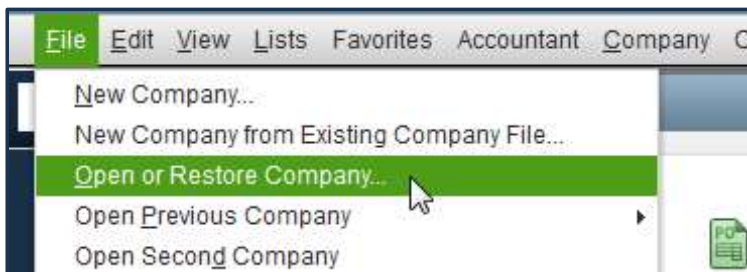 File Edit View Lists Favorites Accountant Company C
New Company...
New Company from Existing Company File...
Open or Restore Company...
Open Previous Company
Open Second Company
PO